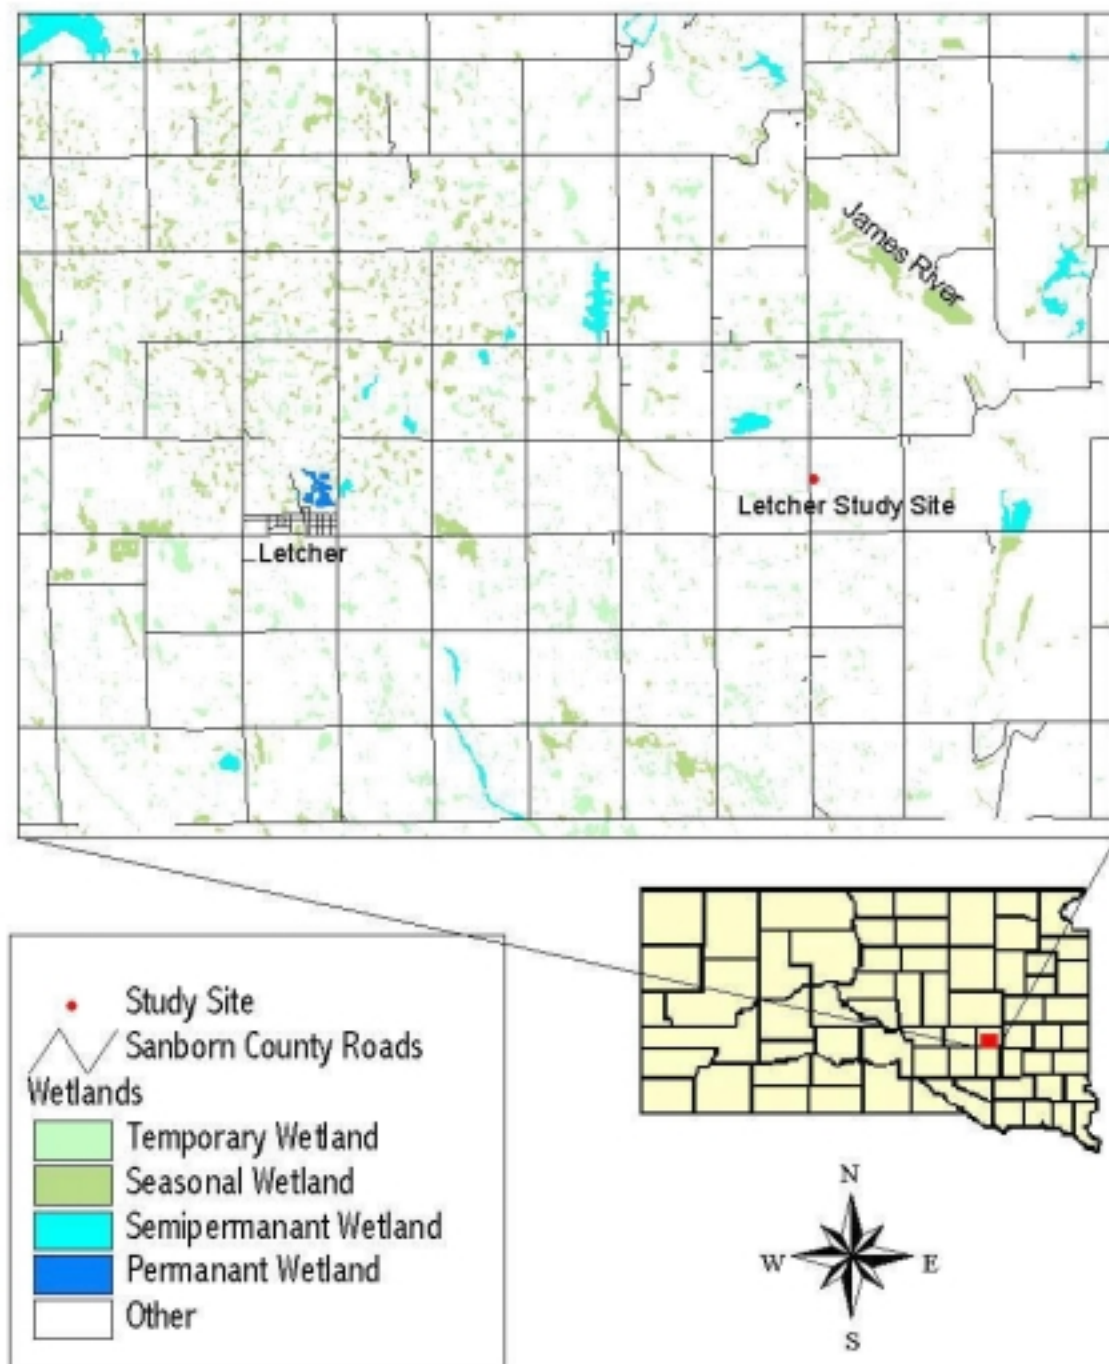 James River
Letcher Study Site
Letcher
Study Site
Sanborn County Roads
Wetlands
Temporary Wetland
Seasonal Wetland
Semipermanant Wetland
Permanant Wetland
Other
N
W
E
S